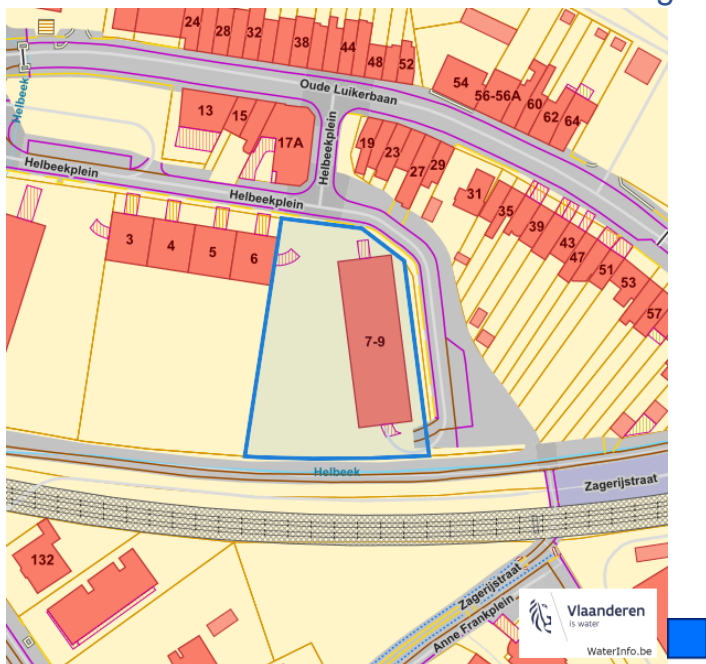 24
28
32
38
44
48
52
54
56-56A
60
62
64
Oude Luikerbaan
Helbeek
13
15
17A
Helbeekplein
19
23
27
29
31
35
39
43
47
51
53
57
Helbeekplein
Helbeekplein
3
4
5
6
7-9
Helbeek
Zagerijstraat
132
Zagerijstraat
Anne Frankplein
Vlaanderen
is water
WaterInfo.be